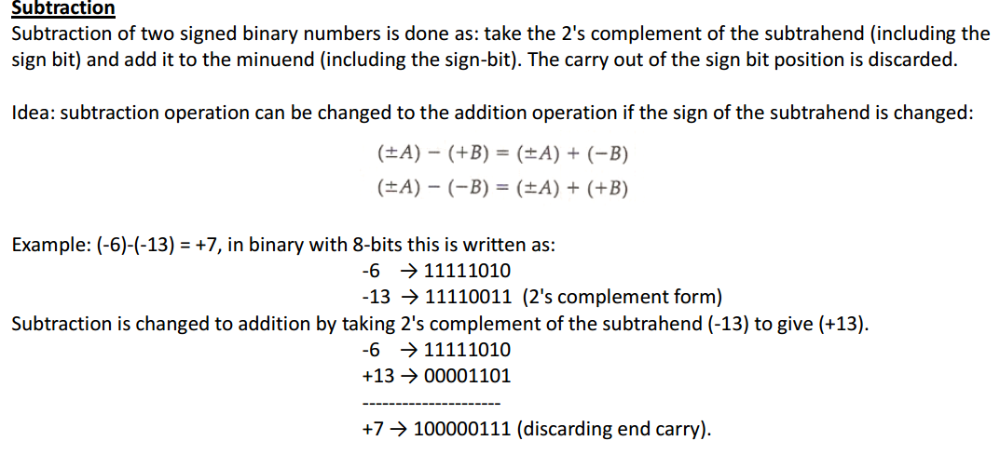 Subtraction
Subtraction of two signed binary numbers is done as: take the 2's complement of the subtrahend (including the
sign bit) and add it to the minuend (including the sign-bit). The carry out of the sign bit position is discarded.
Idea: subtraction operation can be changed to the addition operation if the sign of the subtrahend is changed:
(±A) − (+B) = (±A) + (−B)
(±A) − (−B) = (±A) + (+B)
Example: (-6)-(-13) = +7, in binary with 8-bits this is written as:
-6 → 11111010
-13 → 11110011 (2's complement form)
Subtraction is changed to addition by taking 2's complement of the subtrahend (-13) to give (+13).
-6 → 11111010
+13 → 00001101
---------------------
+7 → 100000111 (discarding end carry).